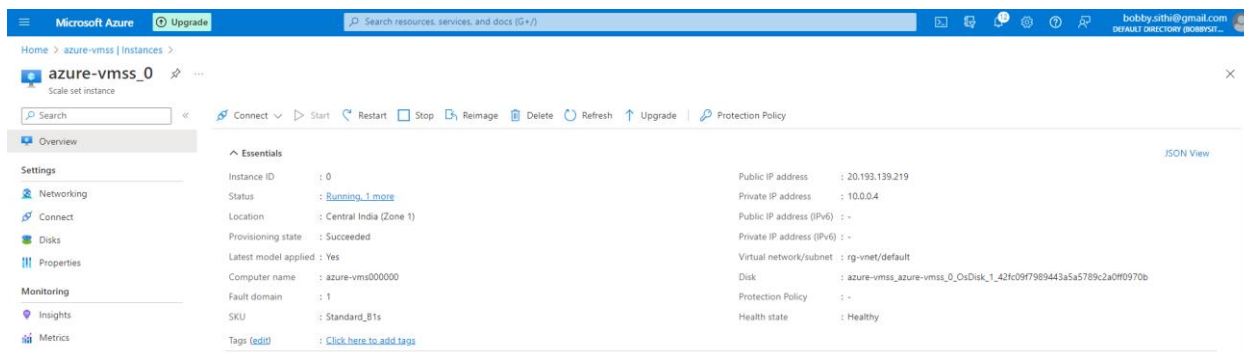 Microsoft Azure Upgrade Search resources, services, and docs (G+/) 12 bobby.sithi@gmail.com
DEFAULT DIRECTORY (BOBBYSIT...
Home > azure-vmss | Instances >
azure-vmss_0 ...
Scale set instance
Search « Connect Start Restart Stop Reimage Delete Refresh Upgrade Protection Policy
Overview
Essentials JSON View
Settings
Networking
Connect
Disks
Properties
Monitoring
Insights
Metrics
Instance ID : 0
Status : Running, 1 more
Location : Central India (Zone 1)
Provisioning state : Succeeded
Latest model applied : Yes
Computer name : azure-vms000000
Fault domain : 1
SKU : Standard_B1s
Tags (edit) : Click here to add tags
Public IP address : 20.193.139.219
Private IP address : 10.0.0.4
Public IP address (IPv6) : -
Private IP address (IPv6) : -
Virtual network/subnet : rg-vnet/default
Disk : azure-vmss_azure-vmss_0_OsDisk_1_42fc09f7989443a5a5789c2a0ff0970b
Protection Policy : -
Health state : Healthy